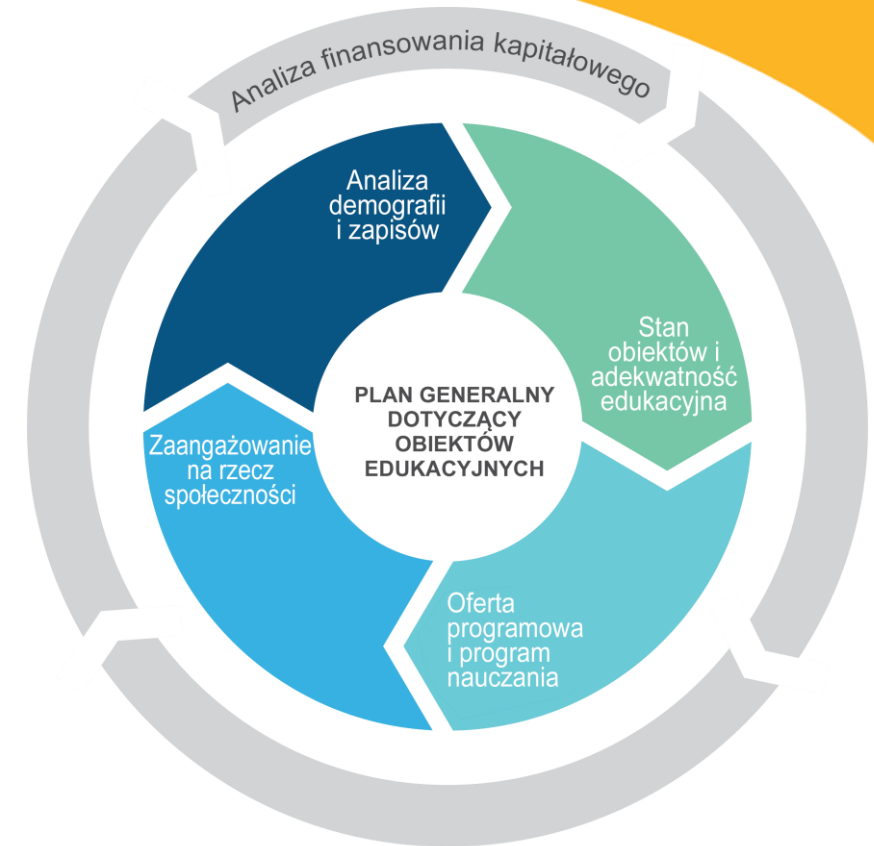 Analiza finansowania kapitałowego
Analiza
demografii
i zapisów
Stan
obiektów i
adekwatność
edukacyjna
PLAN GENERALNY
DOTYCZĄCY
OBIEKTÓW
EDUKACYJNYCH
Zaangażowanie
na rzecz
społeczności
Oferta
programowa
i program
nauczania